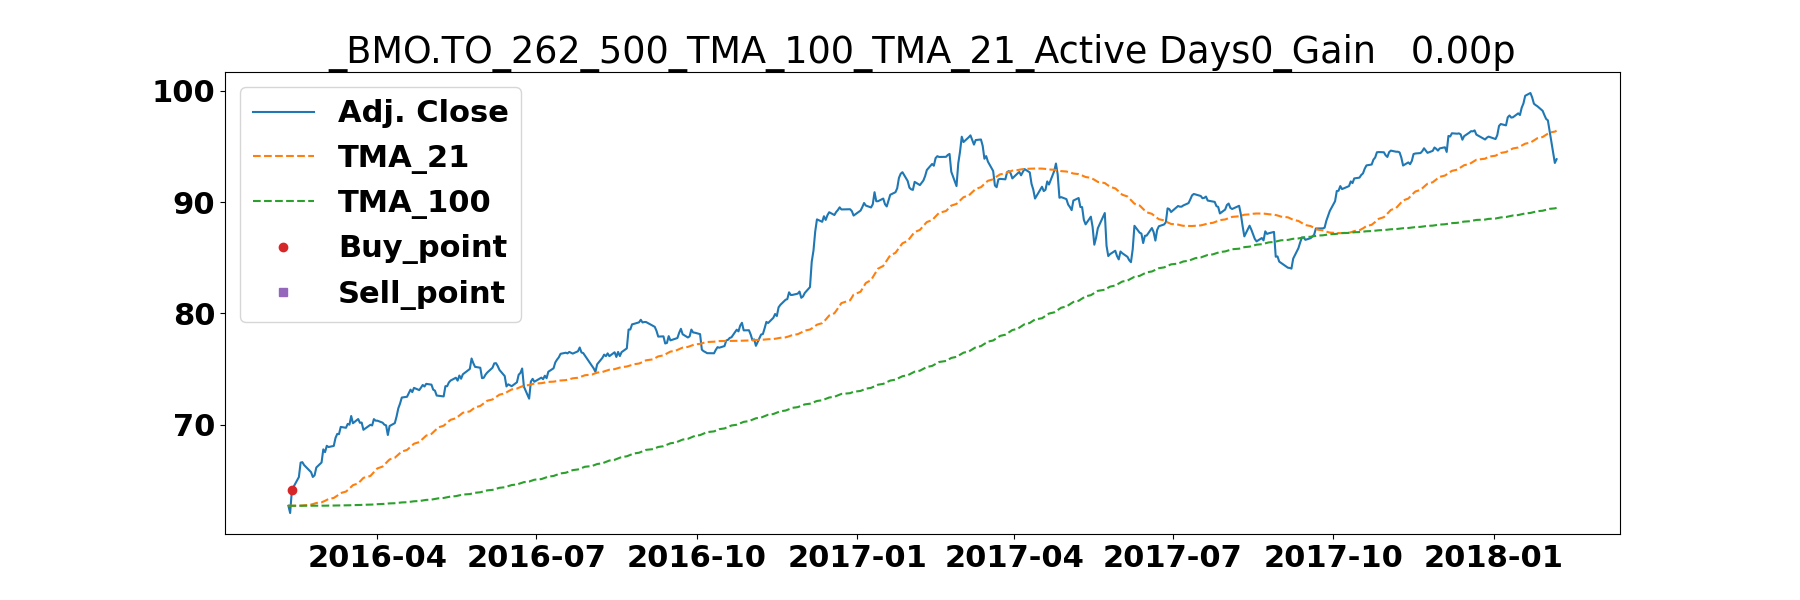 _BMO.TO_262_500_TMA_100_TMA_21_Active Days0_Gain   0.00p
100
90
80
70
Adj. Close
TMA_21
TMA_100
Buy_point
Sell_point
2016-04 2016-07 2016-10 2017-01 2017-04 2017-07 2017-10 2018-01